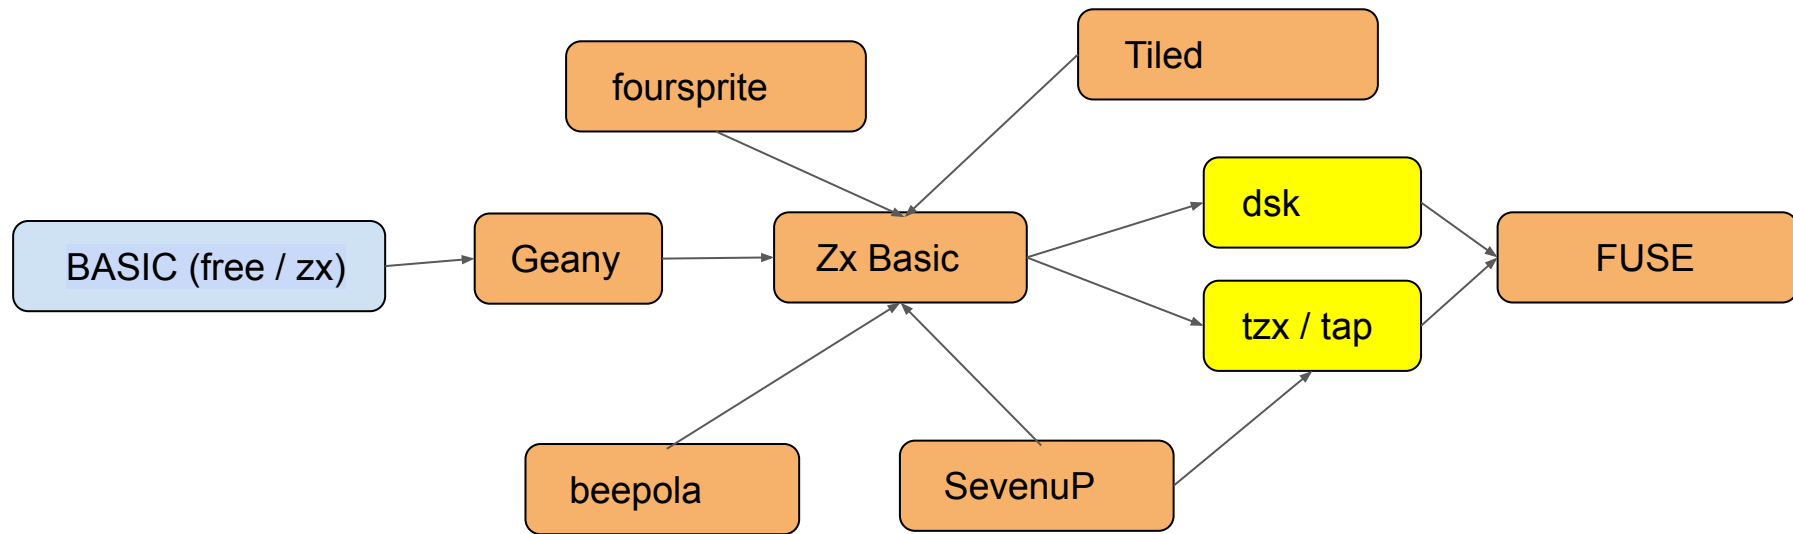 Tiled
foursprite
dsk
BASIC (free / zx)
Geany
Zx Basic
FUSE
tzx / tap
beepola
SevenuP